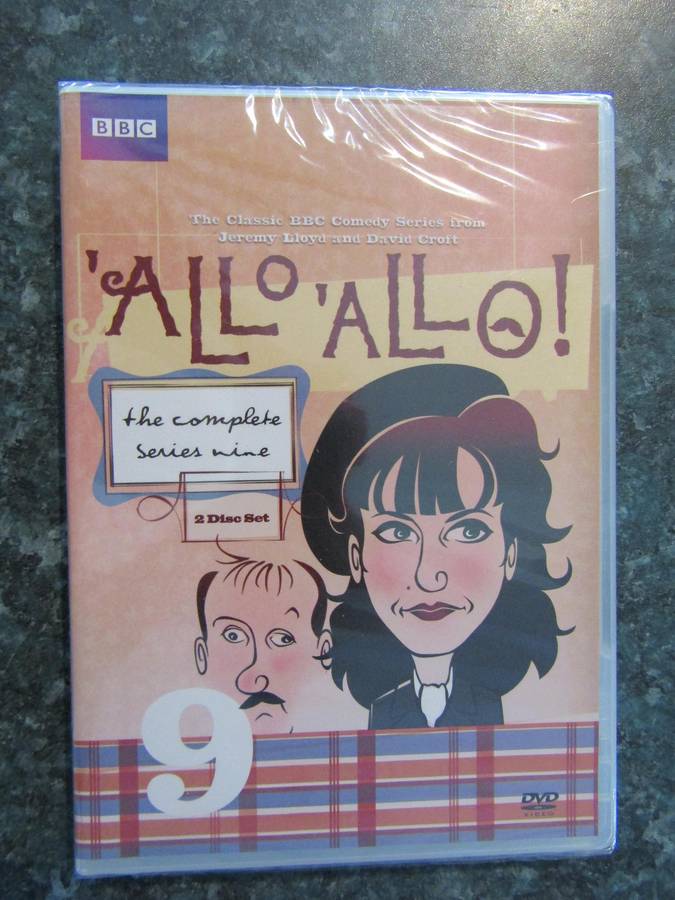 BBC
The Classic BBC Comedy Series from
Jeremy Lloyd and David Croft
'ALLO 'ALLO!
the complete
series nine
2 Disc Set
9
DVD
VIDEO